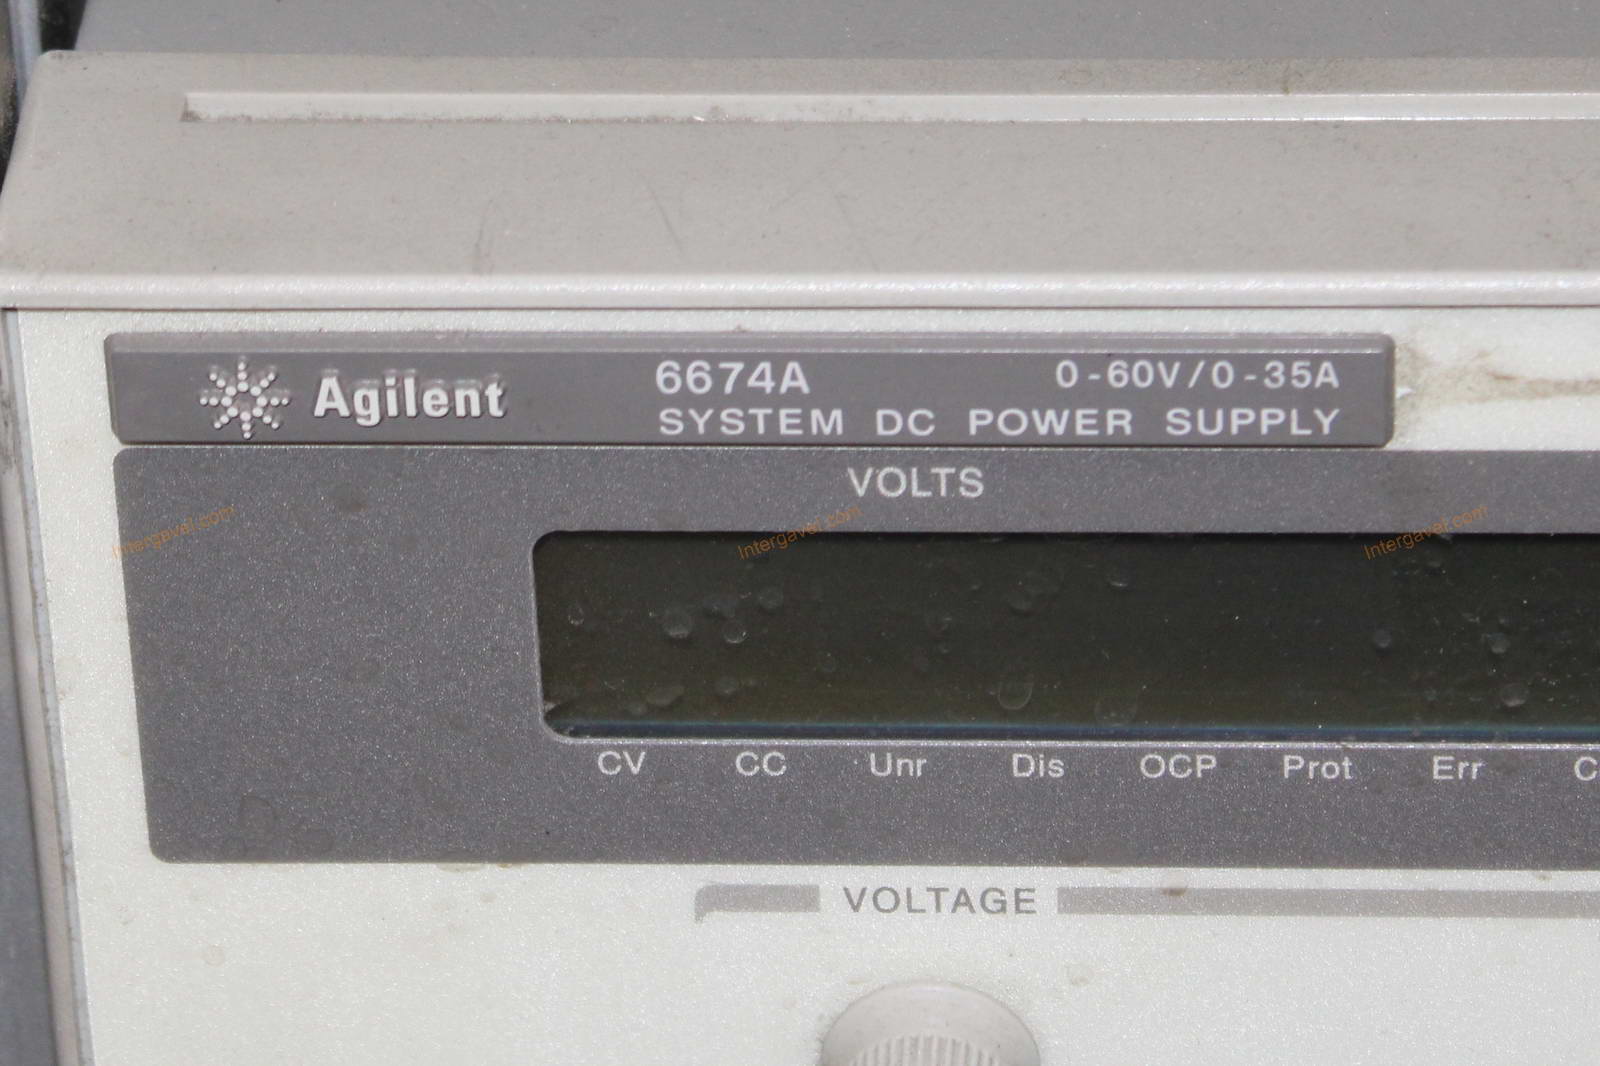 Agilent
6674A 0-60V/0-35A
SYSTEM DC POWER SUPPLY
VOLTS
Intergavel.com Intergavel.com Intergavel.com
CV CC Unr Dis OCP Prot Err
VOLTAGE